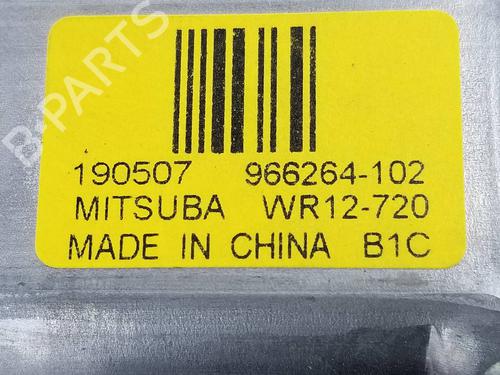 190507 966264-102
MITSUBA WR12-720
MADE IN CHINA B1C
B-PARTS